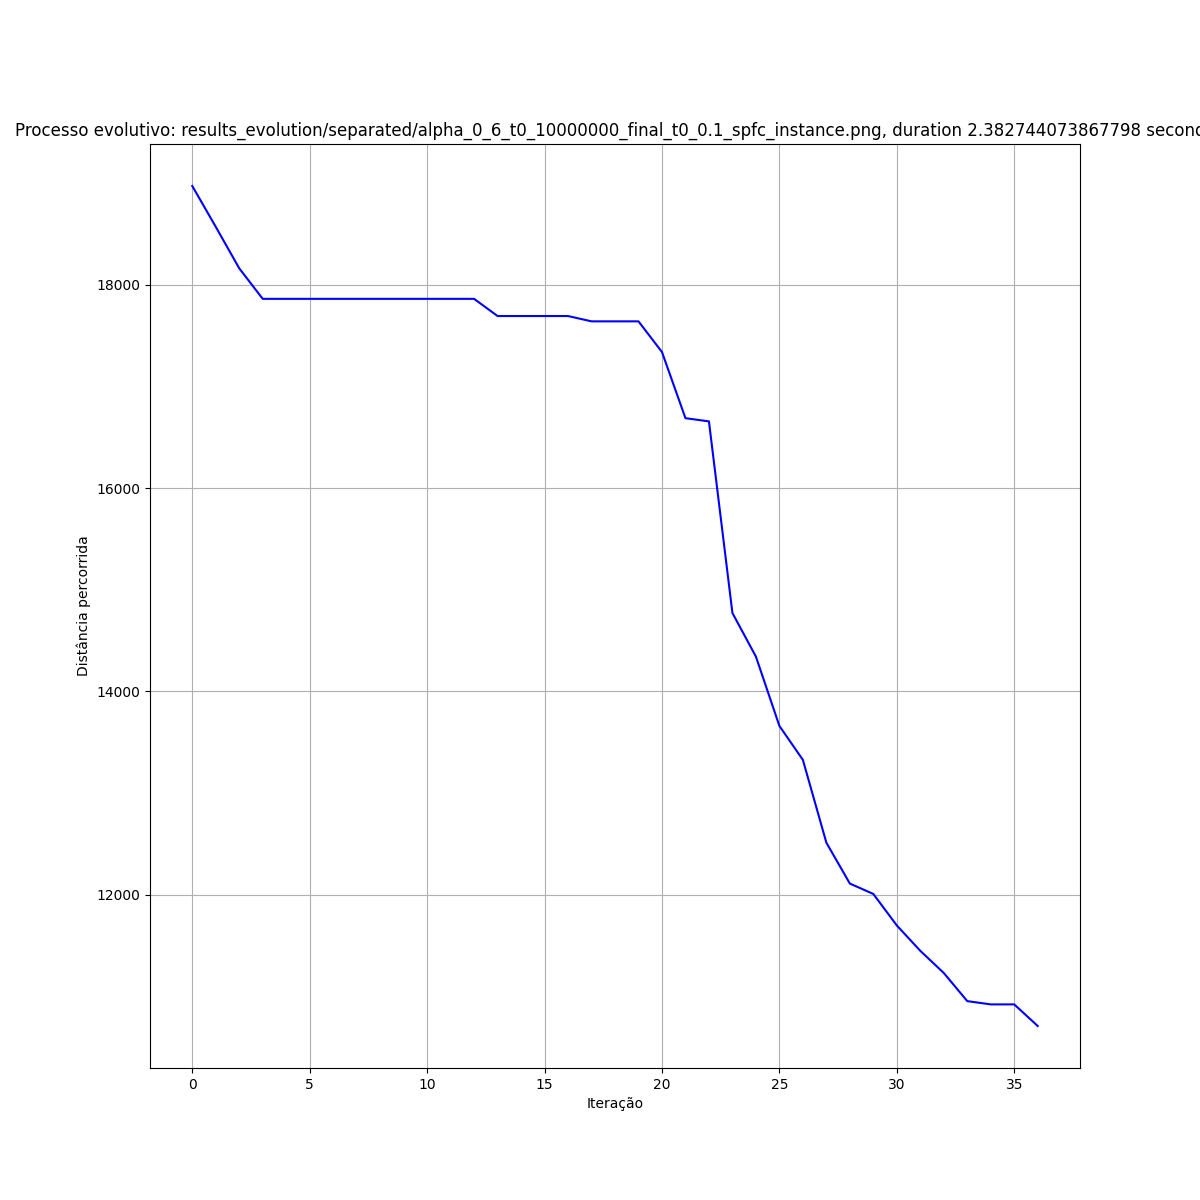 Processo evolutivo: results_evolution/separated/alpha_0_6_t0_10000000_final_t0_0.1_spfc_instance.png, duration 2.382744073867798
18000
16000
14000
12000
Distância percorrida
0 5 10 15 20 25 30 35
Iteração